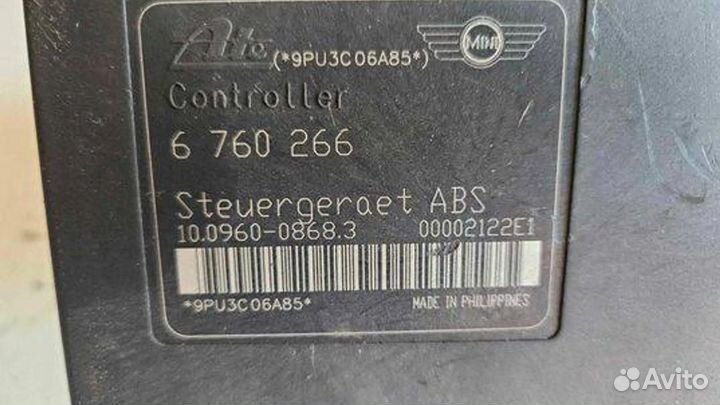 Ate (*9PU3C06A85*) MINI
Controller
6 760 266
Steuergeraet ABS
10.0960-0868.3 00002122E1
*9PU3C06A85* MADE IN PHILIPPINES
Avito